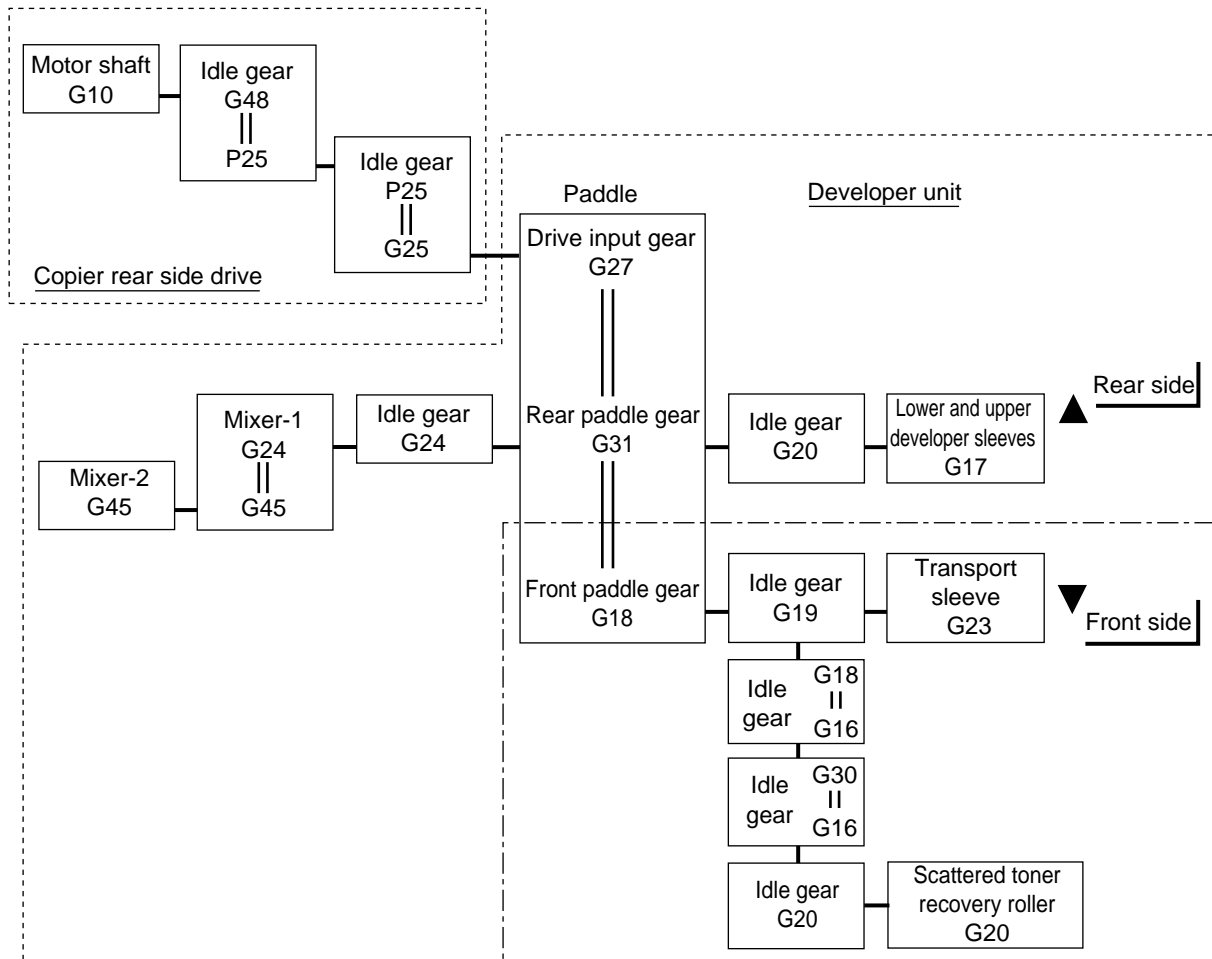 Motor shaft
G10
Idle gear
G48
P25
Idle gear
P25
G25
Copier rear side drive
Paddle
Developer unit
Drive input gear
G27
Rear paddle gear
G31
Front paddle gear
G18
Mixer-2
G45
Mixer-1
G24
G45
Idle gear
G24
Idle gear
G20
Lower and upper
developer sleeves
G17
Rear side
Idle gear
G19
Transport
sleeve
G23
Front side
Idle
gear
G18
G16
Idle
gear
G30
G16
Idle gear
G20
Scattered toner
recovery roller
G20